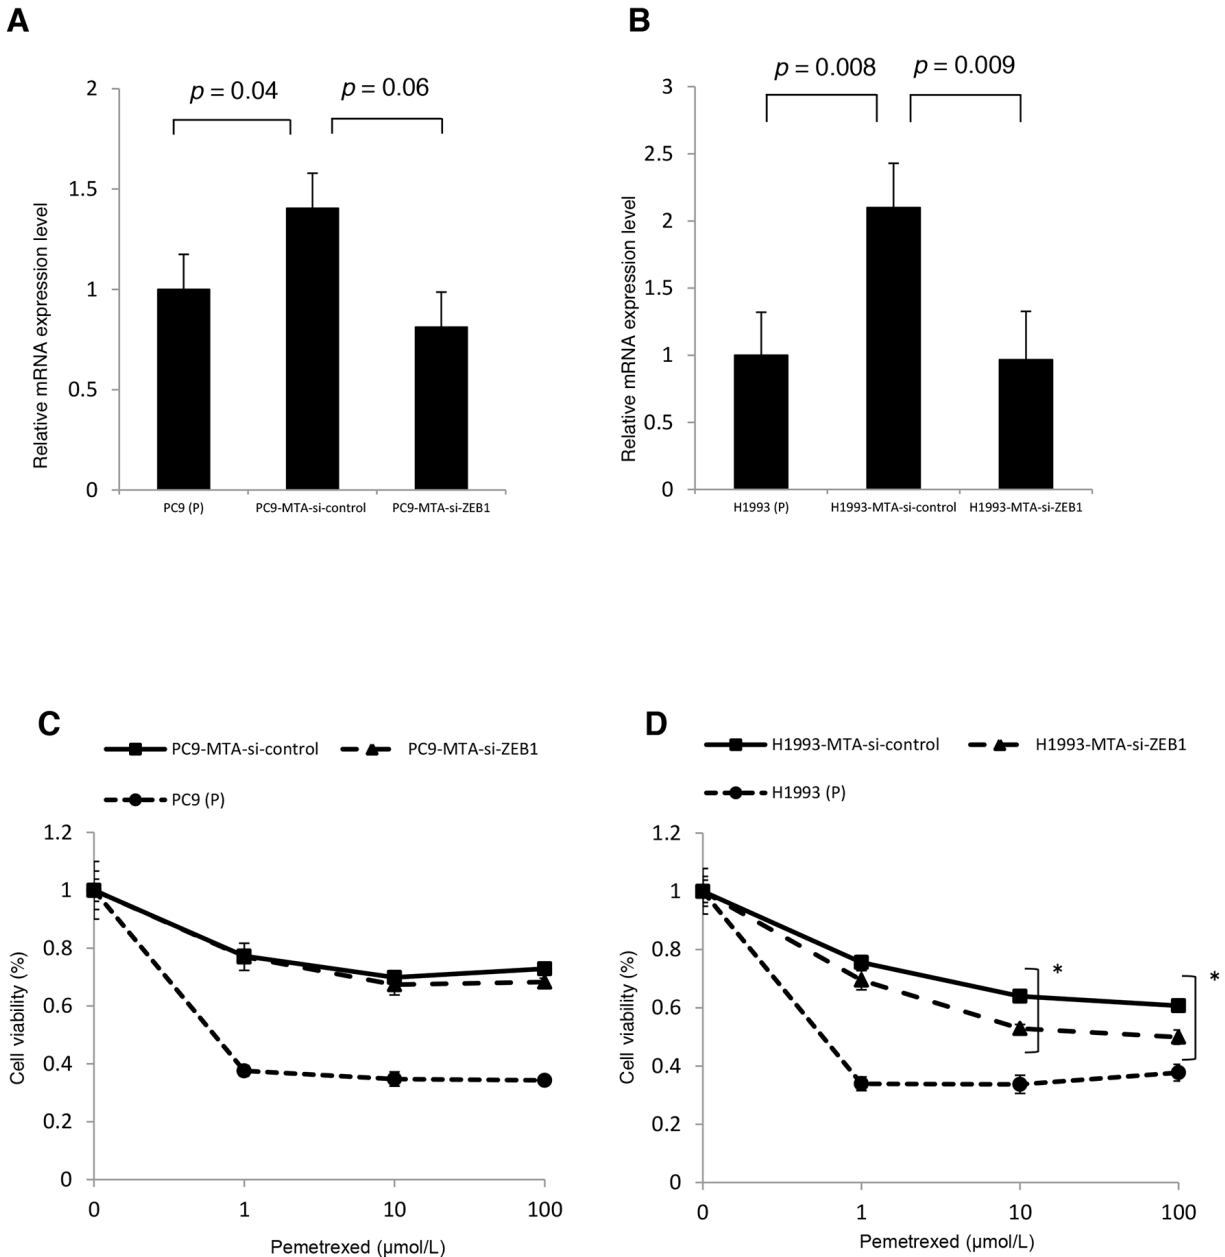 A
p = 0.04
p = 0.06
2
1.5
1
0.5
0
Relative mRNA expression level
PC9 (P)
PC9-MTA-si-control
PC9-MTA-si-ZEB1
B
p = 0.008
p = 0.009
3
2.5
2
1.5
1
0.5
0
Relative mRNA expression level
H1993 (P)
H1993-MTA-si-control
H1993-MTA-si-ZEB1
C
PC9-MTA-si-control
PC9-MTA-si-ZEB1
PC9 (P)
1.2
1
0.8
0.6
0.4
0.2
0
Cell viability (%)
0
1
10
100
Pemetrexed (µmol/L)
D
H1993-MTA-si-control
H1993-MTA-si-ZEB1
H1993 (P)
1.2
1
0.8
0.6
0.4
0.2
0
Cell viability (%)
*
*
0
1
10
100
Pemetrexed (µmol/L)